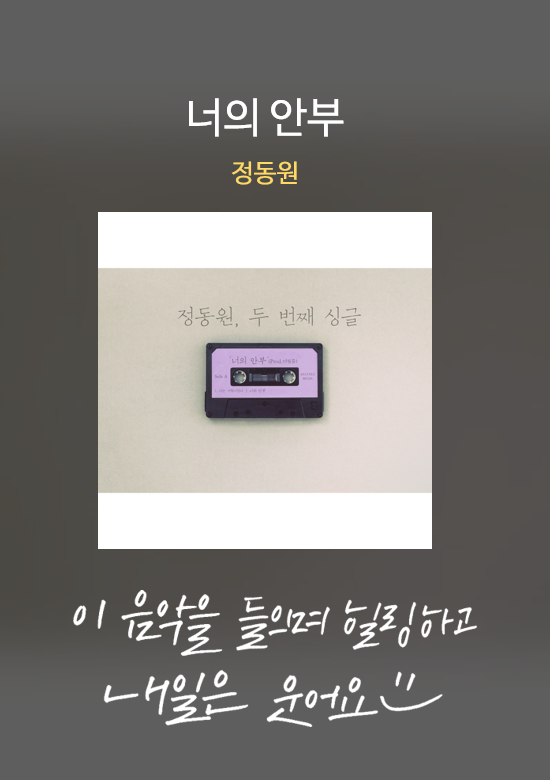 너의 안부
정동원
정동원, 두 번째 싱글
너의 안부
이 음악을 들으며 힐링하고
내일은 웃어요